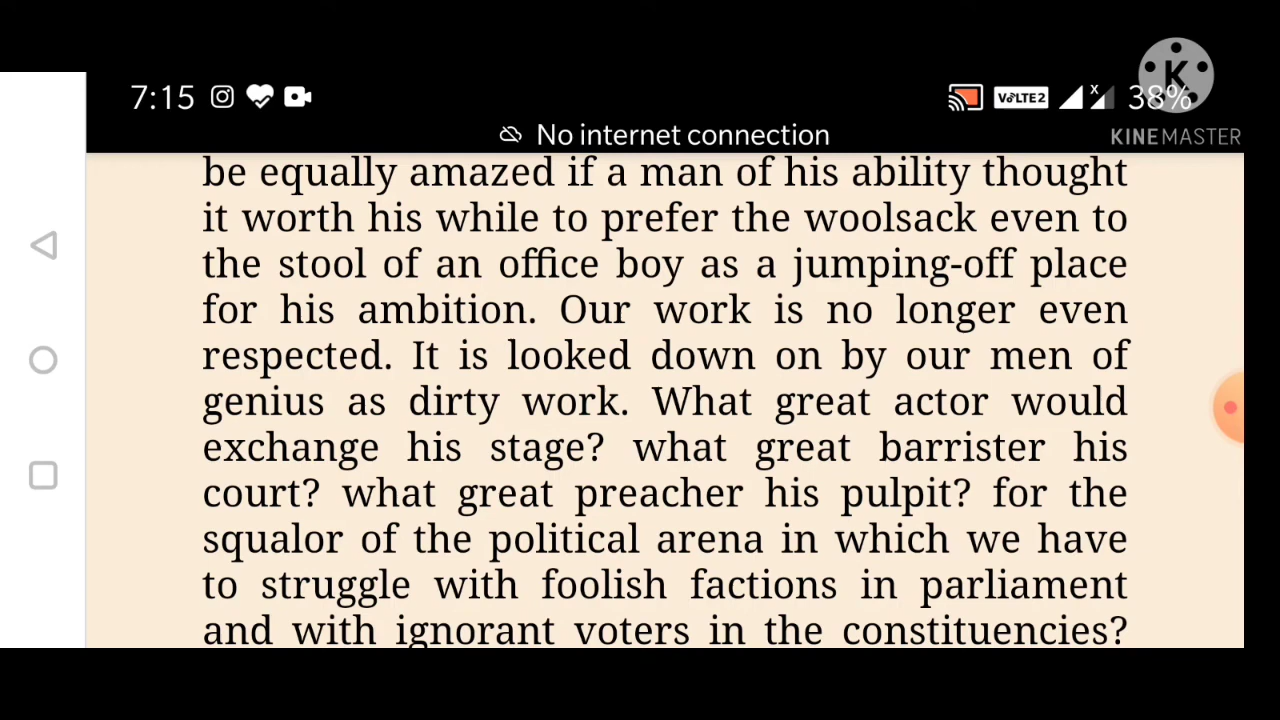 7:15 VoLTE2 38%
K
No internet connection
KINEMASTER
be equally amazed if a man of his ability thought
it worth his while to prefer the woolsack even to
the stool of an office boy as a jumping-off place
for his ambition. Our work is no longer even
respected. It is looked down on by our men of
genius as dirty work. What great actor would
exchange his stage? what great barrister his
court? what great preacher his pulpit? for the
squalor of the political arena in which we have
to struggle with foolish factions in parliament
and with ignorant voters in the constituencies?